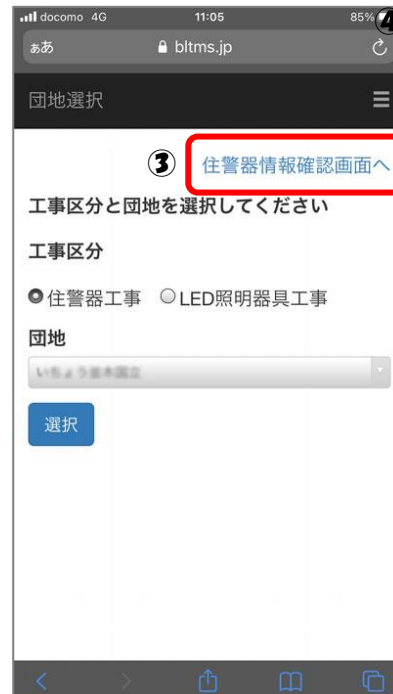 docomo 4G 11:05 85% ④
ああ bltms.jp
団地選択
③ 住警器情報確認画面へ
工事区分と団地を選択してください
工事区分
住警器工事 LED照明器具工事
団地
選択